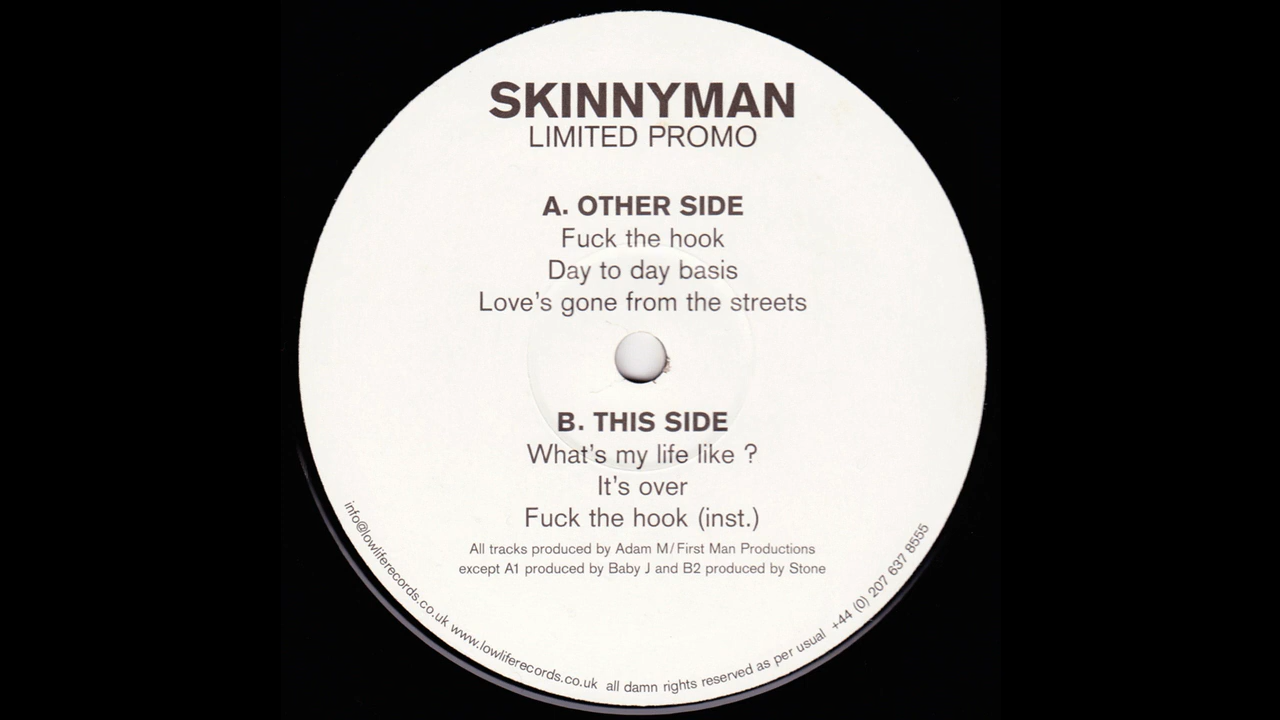 SKINNYMAN
LIMITED PROMO
A. OTHER SIDE
Fuck the hook
Day to day basis
Love's gone from the streets
B. THIS SIDE
What's my life like ?
It's over
Fuck the hook (inst.)
All tracks produced by Adam M/First Man Productions
except A1 produced by Baby J and B2 produced by Stone
info@lowliferecords.co.uk www.lowliferecords.co.uk all damn rights reserved as per usual +44 (0) 207 637 8555